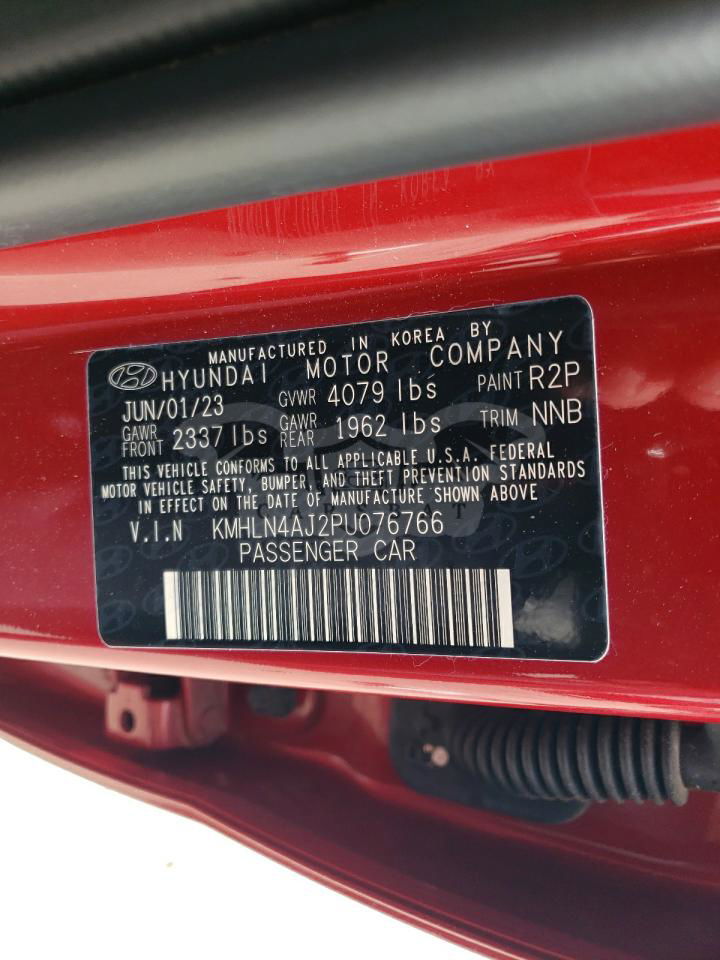 MANUFACTURED IN KOREA BY
HYUNDAI MOTOR COMPANY
JUN/01/23 GVWR 4079 lbs PAINT R2P
GAWR FRONT 2337 lbs GAWR REAR 1962 lbs TRIM NNB
THIS VEHICLE CONFORMS TO ALL APPLICABLE U.S.A. FEDERAL
MOTOR VEHICLE SAFETY, BUMPER, AND THEFT PREVENTION STANDARDS
IN EFFECT ON THE DATE OF MANUFACTURE SHOWN ABOVE
V.I.N KMHLN4AJ2PU076766
PASSENGER CAR